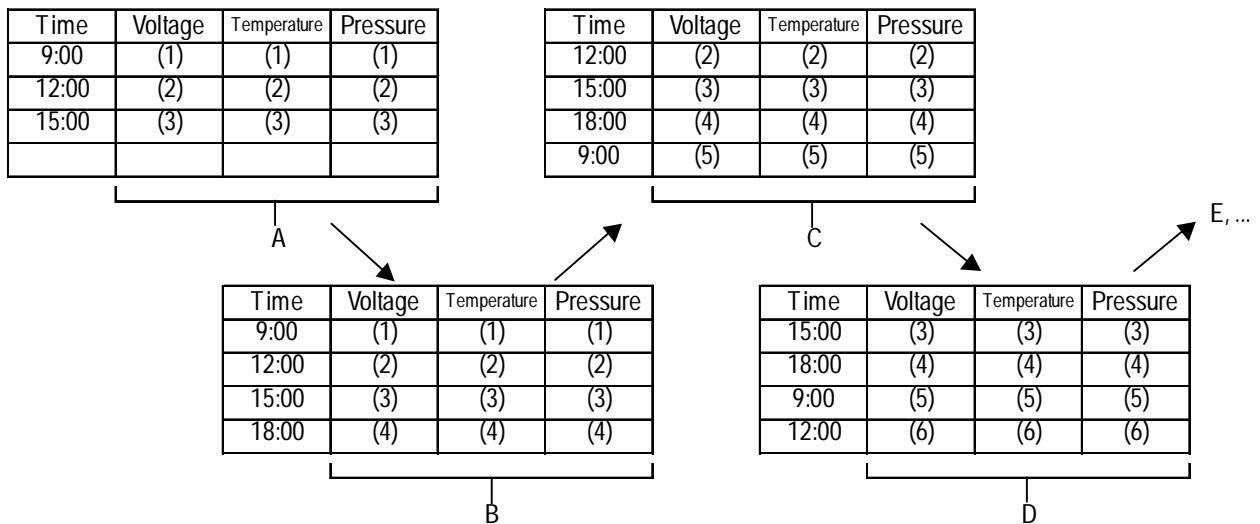 Time Voltage Temperature Pressure
9:00 (1) (1) (1)
12:00 (2) (2) (2)
15:00 (3) (3) (3)
A
Time Voltage Temperature Pressure
9:00 (1) (1) (1)
12:00 (2) (2) (2)
15:00 (3) (3) (3)
18:00 (4) (4) (4)
B
Time Voltage Temperature Pressure
12:00 (2) (2) (2)
15:00 (3) (3) (3)
18:00 (4) (4) (4)
9:00 (5) (5) (5)
C
Time Voltage Temperature Pressure
15:00 (3) (3) (3)
18:00 (4) (4) (4)
9:00 (5) (5) (5)
12:00 (6) (6) (6)
D
E, ...